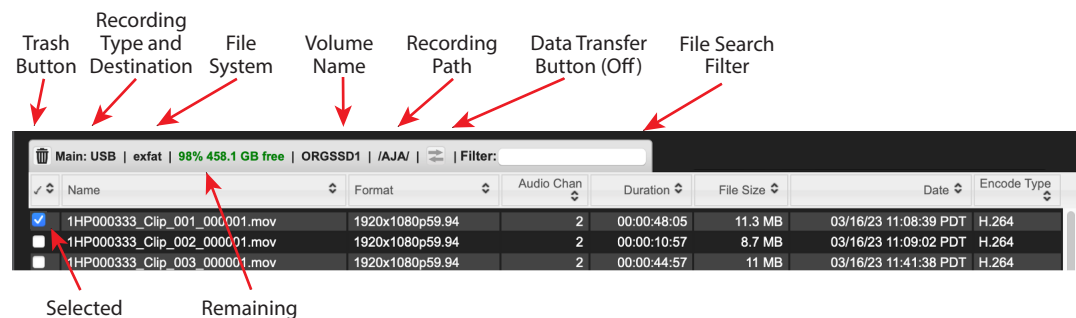 Trash Button
Recording Type and Destination
File System
Volume Name
Recording Path
Data Transfer Button (Off)
File Search Filter
Main: USB | exfat | 98% 458.1 GB free | ORGSSD1 | /AJA/ | | Filter:
✓ Name Format Audio Chan Duration File Size Date Encode Type
1HP000333_Clip_001_000001.mov 1920x1080p59.94 2 00:00:48:05 11.3 MB 03/16/23 11:08:39 PDT H.264
1HP000333_Clip_002_000001.mov 1920x1080p59.94 2 00:00:10:57 8.7 MB 03/16/23 11:09:02 PDT H.264
1HP000333_Clip_003_000001.mov 1920x1080p59.94 2 00:00:44:57 11 MB 03/16/23 11:41:38 PDT H.264
Selected
Remaining